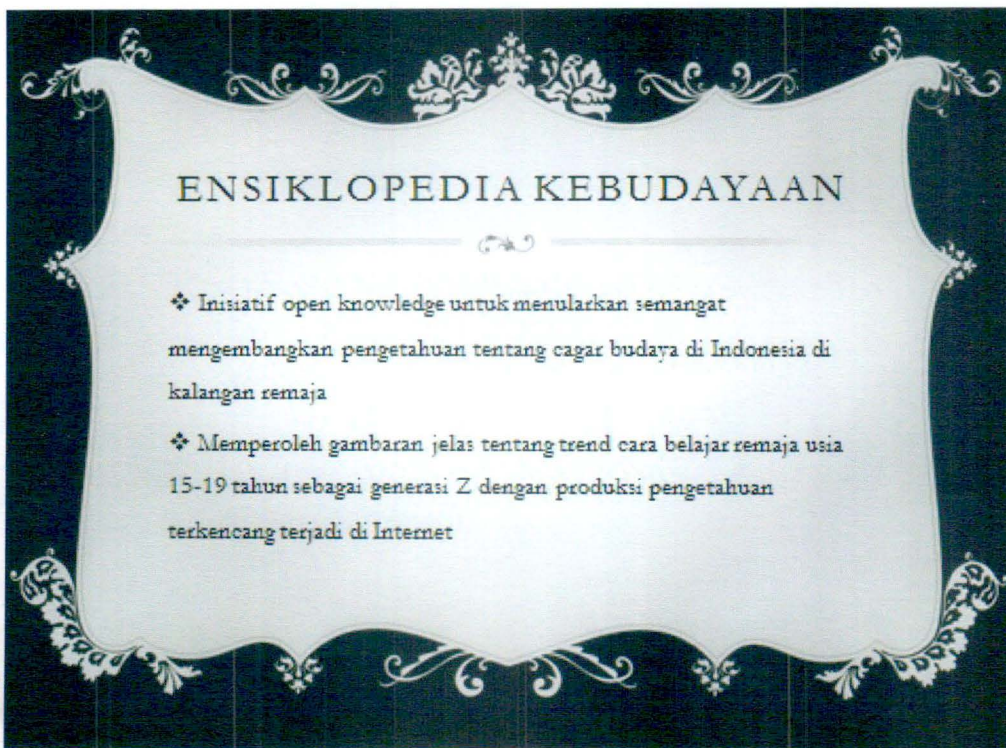 ENSIKLOPEDIA KEBUDAYAAN
❖ Inisiatif open knowledge untuk menularkan semangat
mengembangkan pengetahuan tentang cagar budaya di Indonesia di
kalangan remaja
❖ Memperoleh gambaran jelas tentang trend cara belajar remaja usia
15-19 tahun sebagai generasi Z dengan produksi pengetahuan
terkencang terjadi di Internet